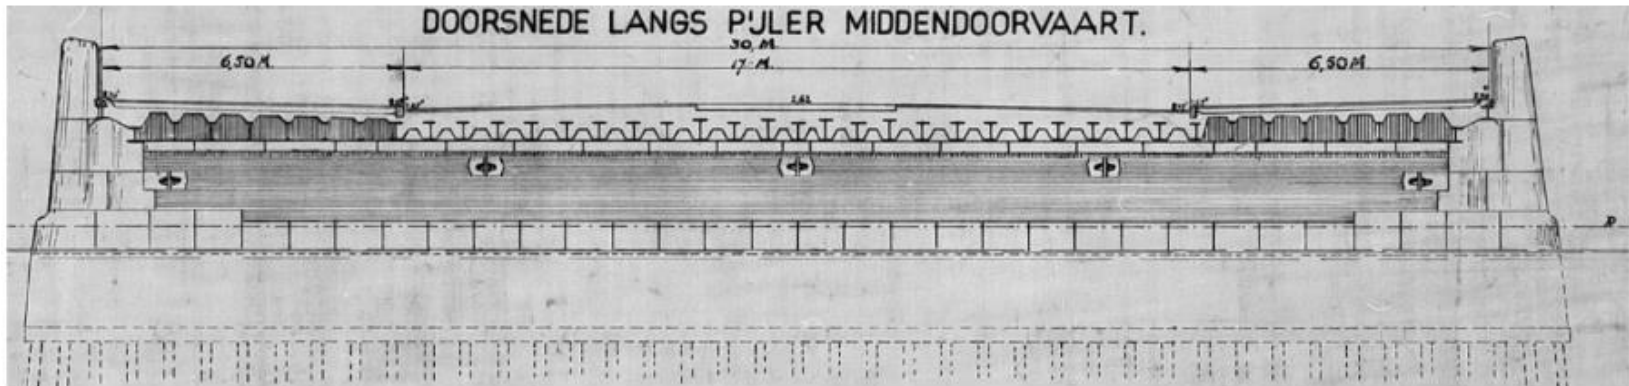 DOORSNEDE LANGS PIJLER MIDDENDOORVAART.
30, M.
6,50 M. 17-M. 6,50 M.